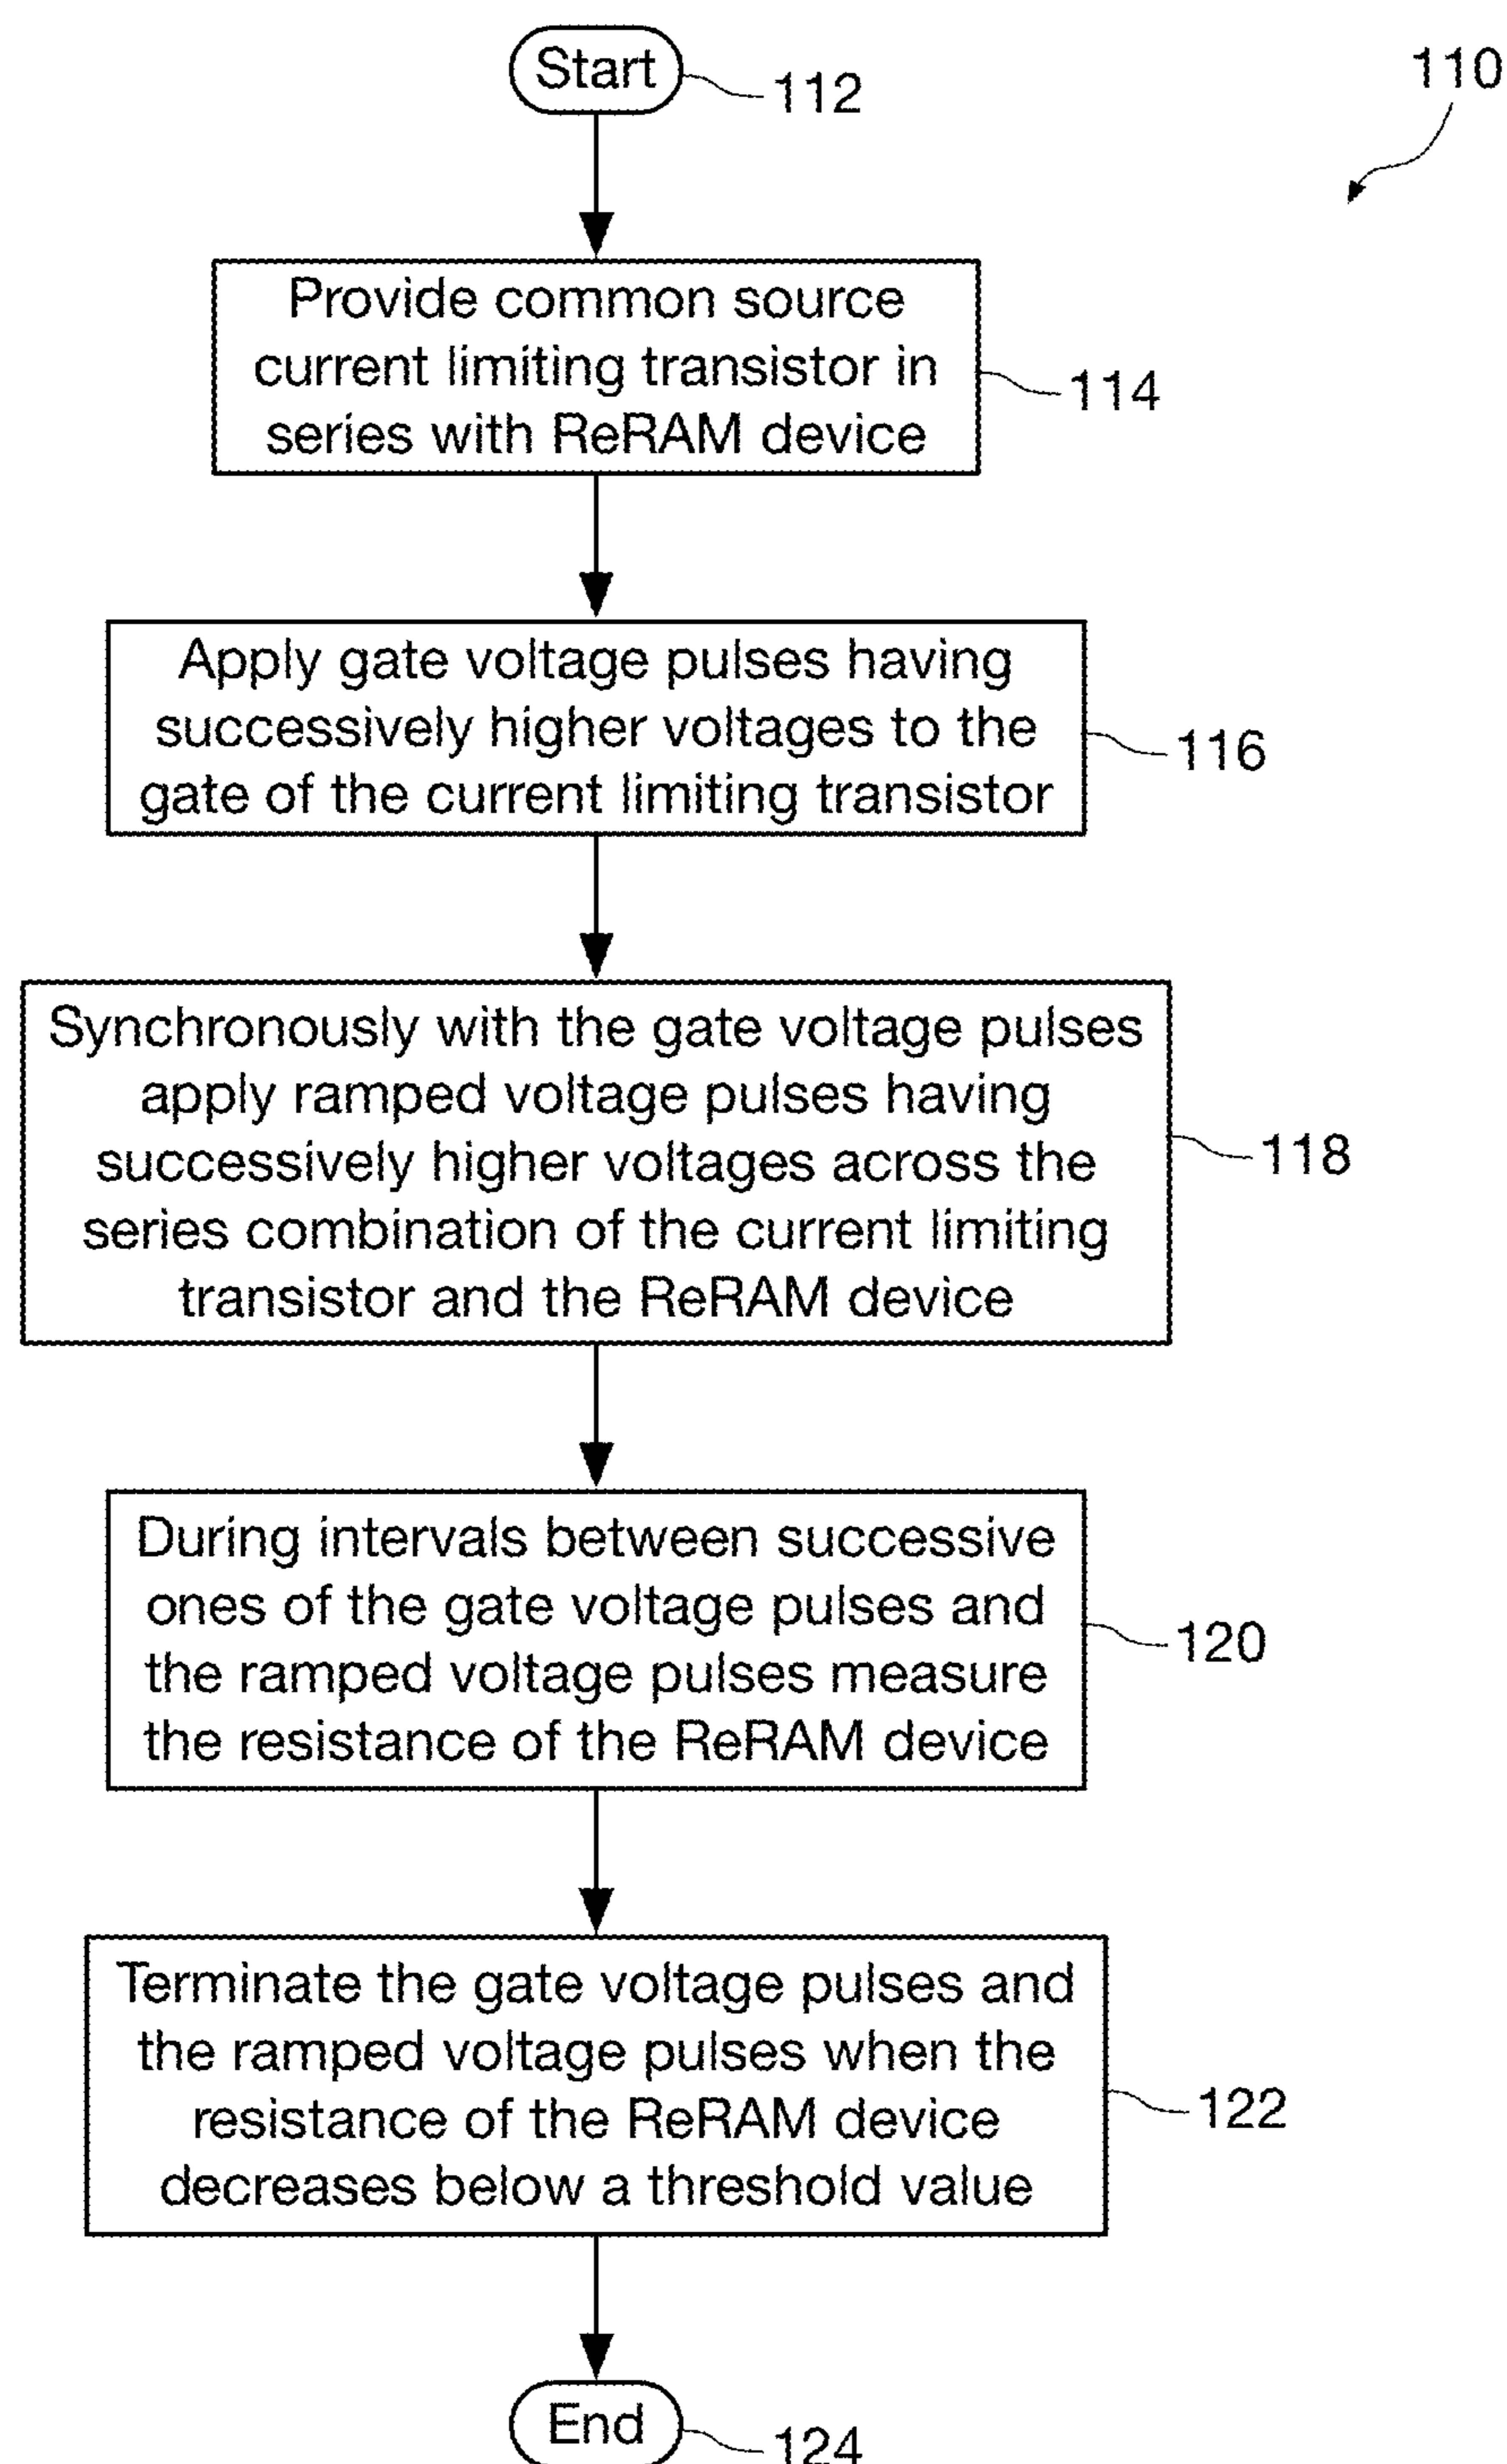 Start
112
110
Provide common source
current limiting transistor in
series with ReRAM device
114
Apply gate voltage pulses having
successively higher voltages to the
gate of the current limiting transistor
116
Synchronously with the gate voltage pulses
apply ramped voltage pulses having
successively higher voltages across the
series combination of the current limiting
transistor and the ReRAM device
118
During intervals between successive
ones of the gate voltage pulses and
the ramped voltage pulses measure
the resistance of the ReRAM device
120
Terminate the gate voltage pulses and
the ramped voltage pulses when the
resistance of the ReRAM device
decreases below a threshold value
122
End
124